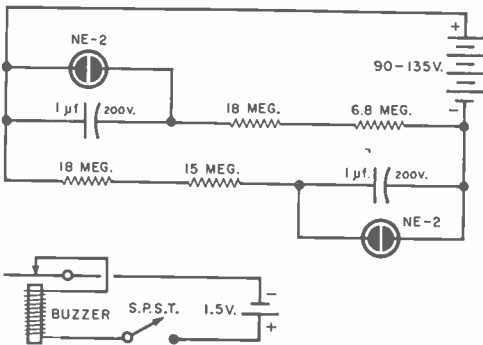 +
NE-2
90-135V.
1 µf 200V.
18 MEG.
6.8 MEG.
-
18 MEG.
15 MEG.
1 µf. 200V.
NE-2
BUZZER
S.P.S.T.
1.5V.
-
+